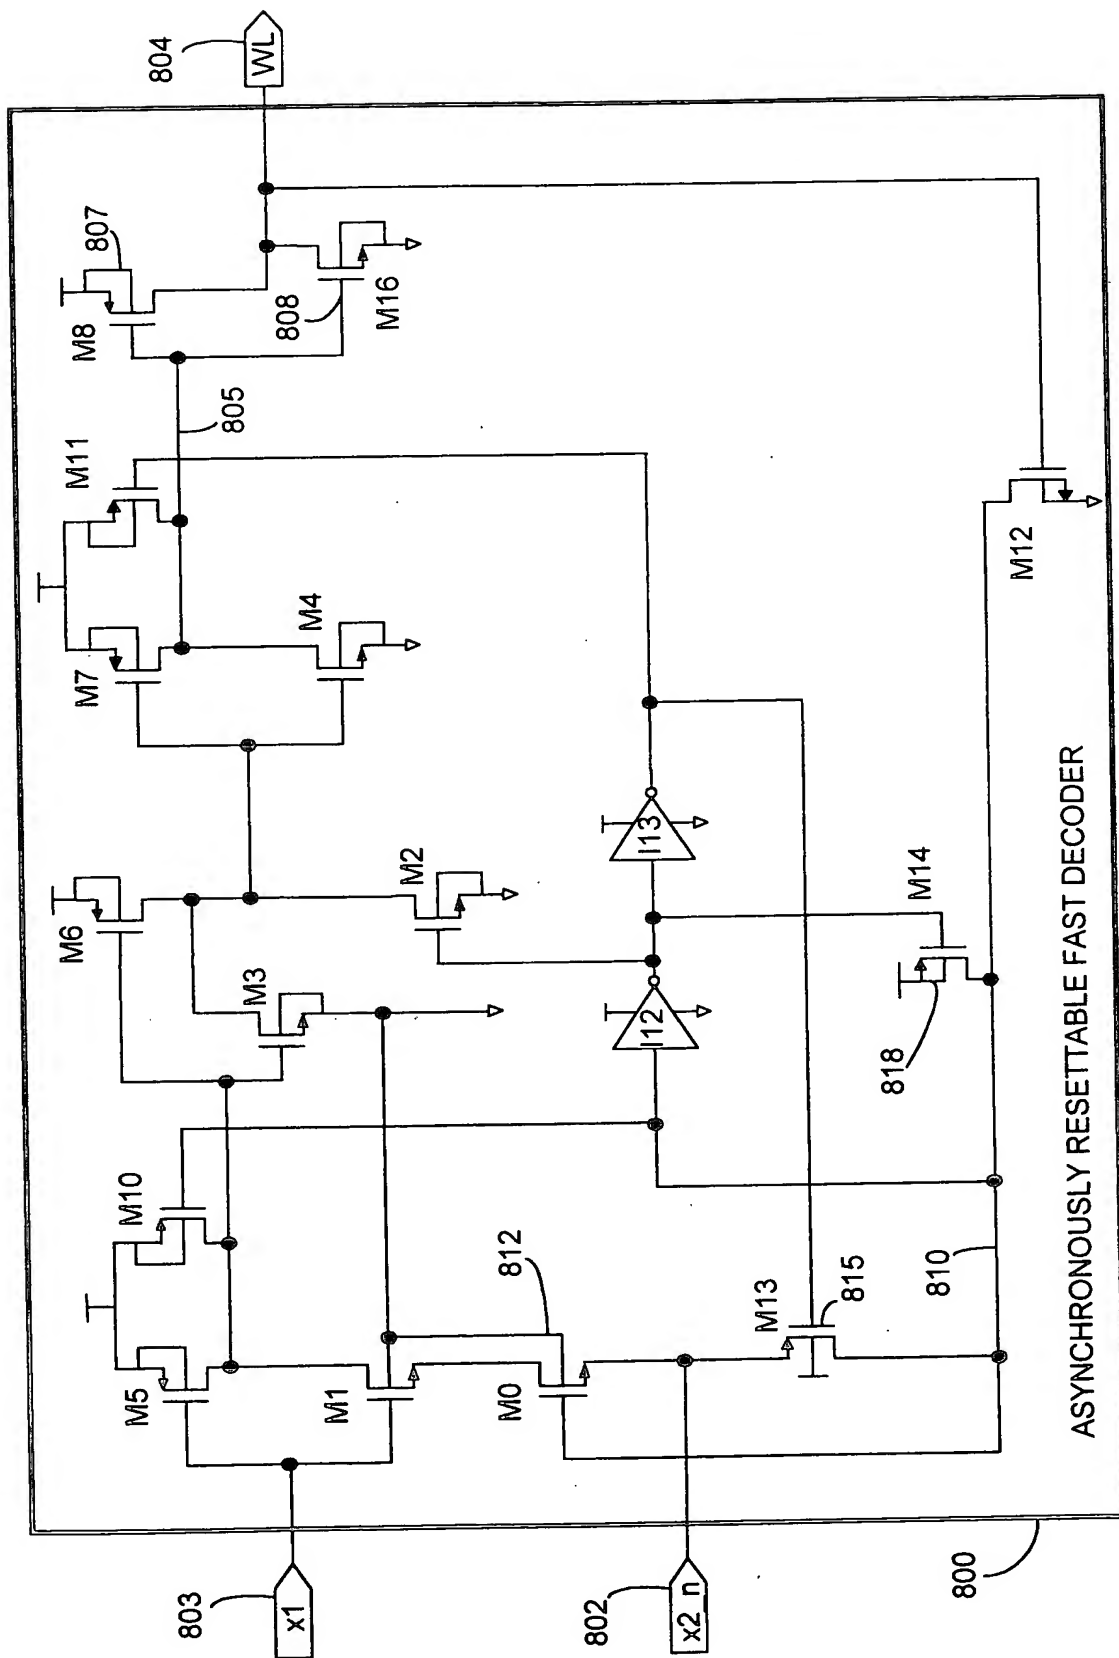 804
WL
807
M8
808
M16
805
M11
M7
M4
M6
M3
M2
M10
M5
M1
812
M0
I13
I12
M14
818
M13
815
810
M12
803
x1
802
x2_n
800
ASYNCHRONOUSLY RESETTABLE FAST DECODER